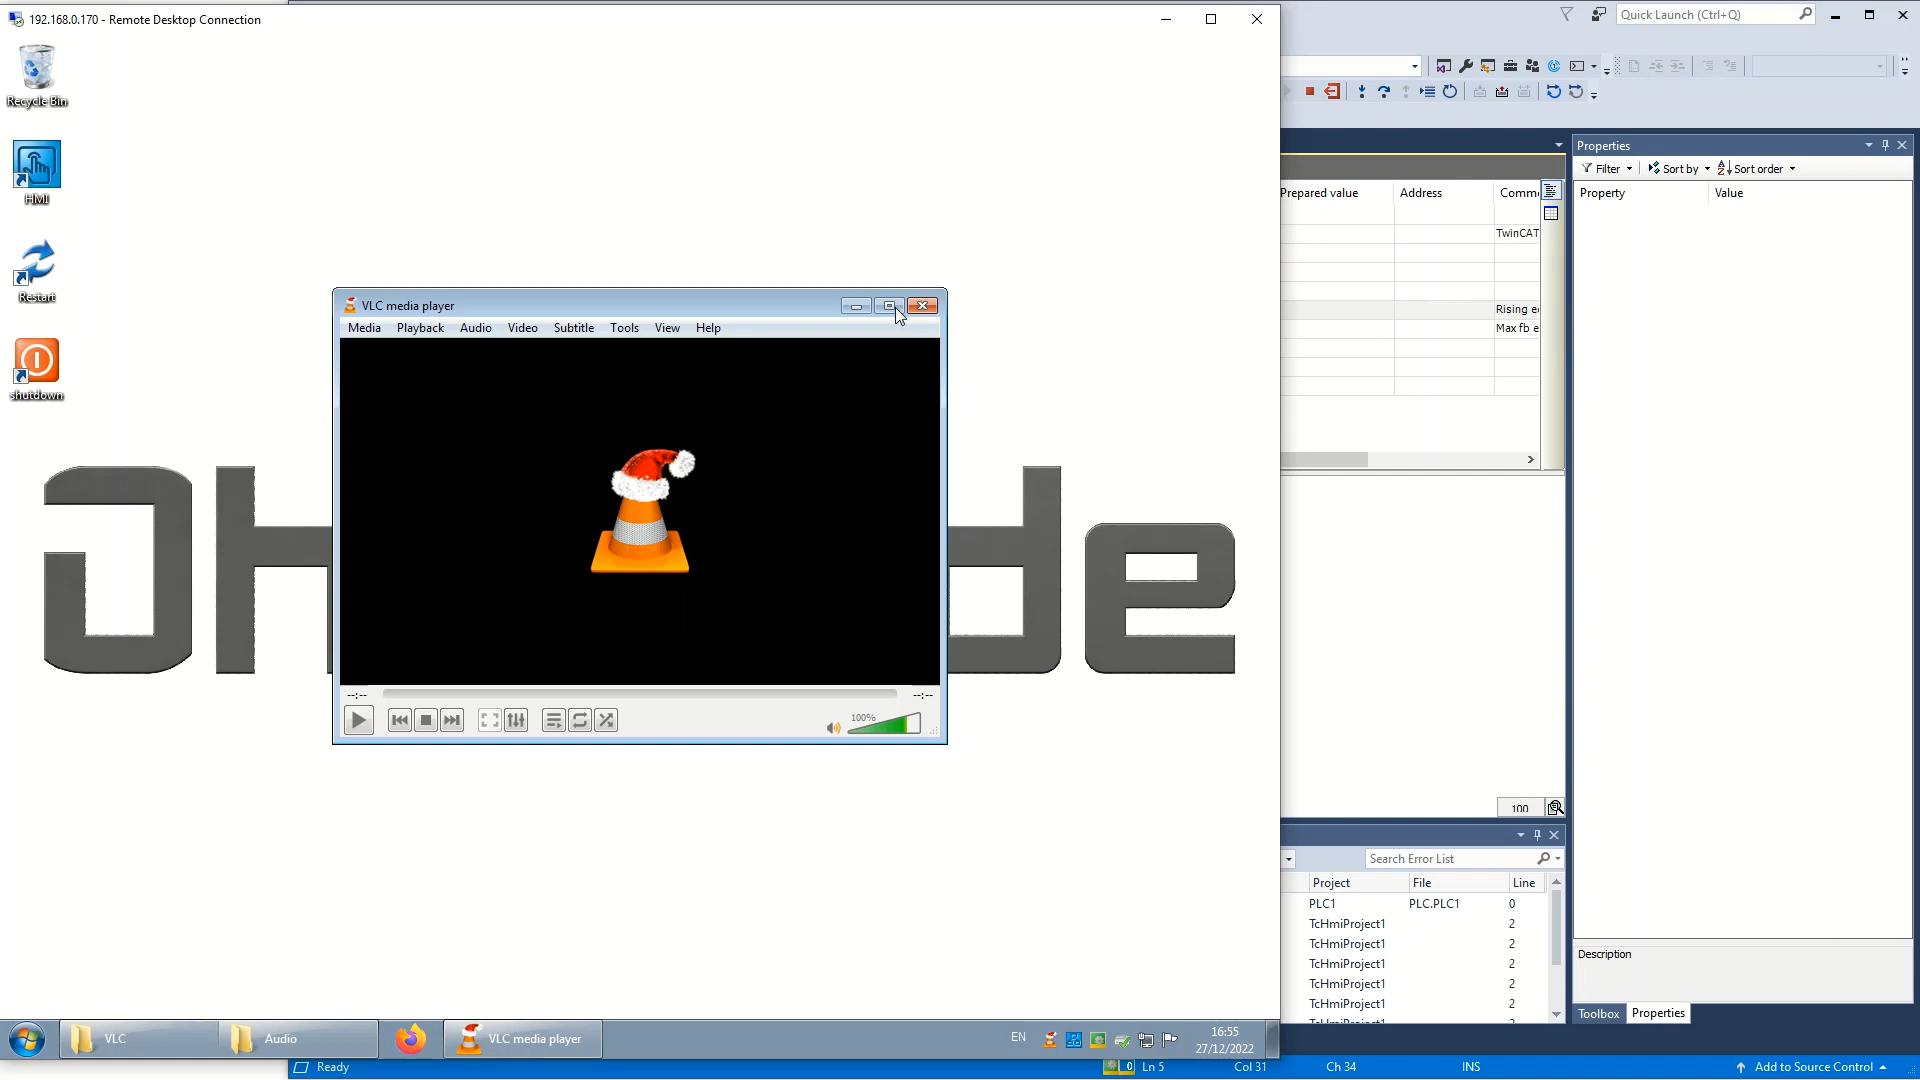 192.168.0.170 - Remote Desktop Connection
Quick Launch (Ctrl+Q)
Recycle Bin
HMI
Restart
shutdown
VLC media player
Media Playback Audio Video Subtitle Tools View Help
--:-- --:--
100%
Prepared value Address Comm
TwinCAT
Rising e
Max fb e
100
Search Error List
Project File Line
PLC1 PLC.PLC1 0
TcHmiProject1 2
TcHmiProject1 2
TcHmiProject1 2
TcHmiProject1 2
TcHmiProject1 2
Properties
Filter Sort by Sort order
Property Value
Description
Toolbox Properties
VLC Audio VLC media player
EN
16:55
27/12/2022
Ready 0 Ln 5 Col 31 Ch 34 INS Add to Source Control